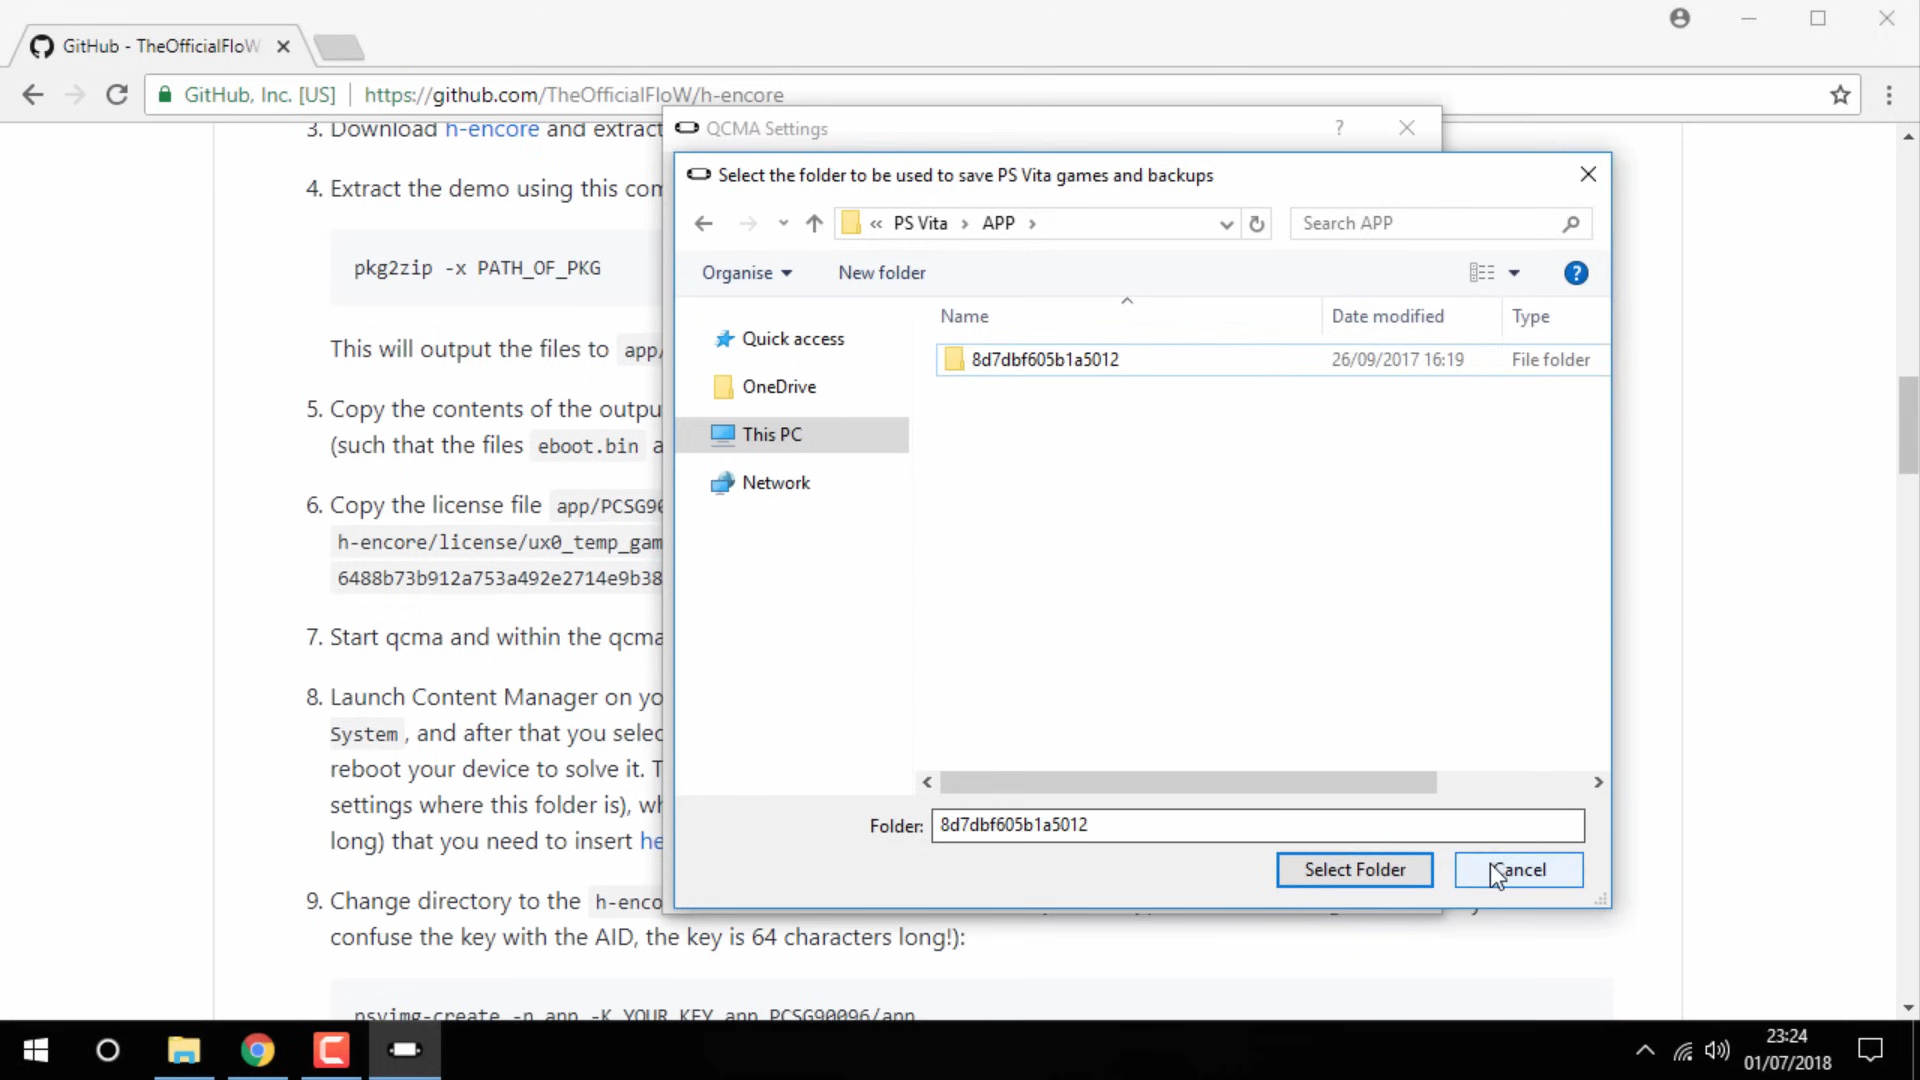 GitHub - TheOfficialFloW
GitHub, Inc. [US]
https://github.com/TheOfficialFloW/h-encore
3. Download h-encore and extract
4. Extract the demo using this com
pkg2zip -x PATH_OF_PKG
This will output the files to app/
5. Copy the contents of the outpu
(such that the files eboot.bin a
6. Copy the license file app/PCSG90
h-encore/license/ux0_temp_gam
6488b73b912a753a492e2714e9b38
7. Start qcma and within the qcma
8. Launch Content Manager on yo
System, and after that you selec
reboot your device to solve it. T
settings where this folder is), wh
long) that you need to insert he
9. Change directory to the h-enco
confuse the key with the AID, the key is 64 characters long!):
psvimg-create -n app -K YOUR_KEY app PCSG90096/app
QCMA Settings
?
Select the folder to be used to save PS Vita games and backups
« PS Vita › APP ›
Search APP
Organise
New folder
?
Quick access
OneDrive
This PC
Network
Name
Date modified
Type
8d7dbf605b1a5012
26/09/2017 16:19
File folder
Folder:
8d7dbf605b1a5012
Select Folder
Cancel
23:24
01/07/2018